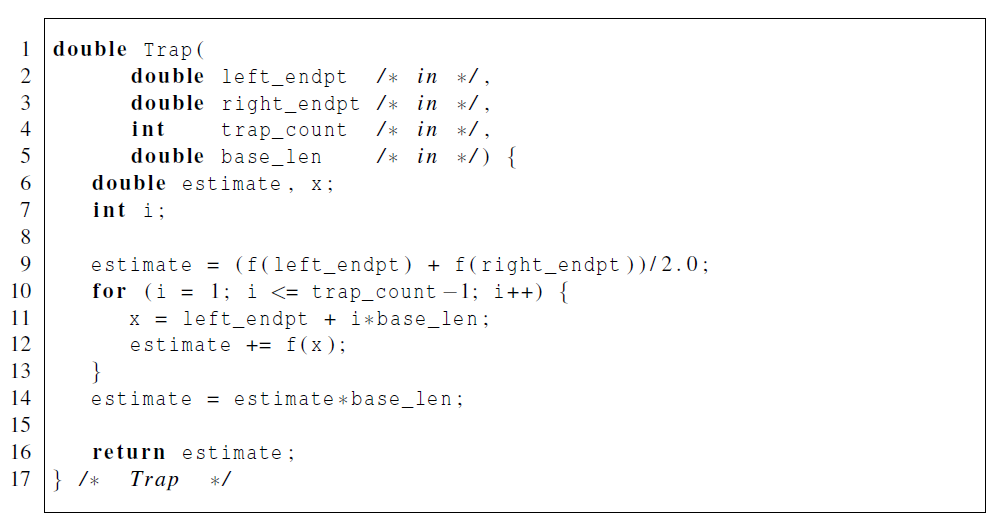 1 double Trap(
2 double left_endpt /* in */,
3 double right_endpt /* in */,
4 int trap_count /* in */,
5 double base_len /* in */) {
6 double estimate, x;
7 int i;
8
9 estimate = (f(left_endpt) + f(right_endpt))/2.0;
10 for (i = 1; i <= trap_count-1; i++) {
11 x = left_endpt + i*base_len;
12 estimate += f(x);
13 }
14 estimate = estimate*base_len;
15
16 return estimate;
17 } /* Trap */